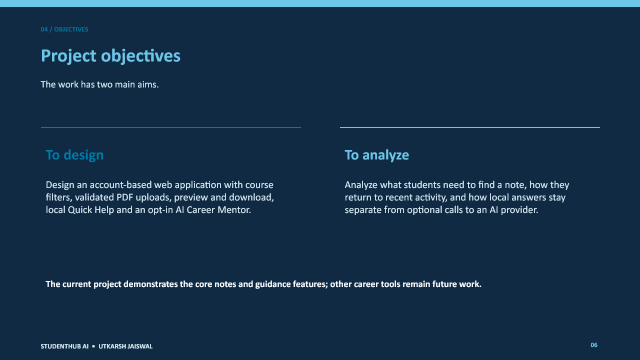 04 / OBJECTIVES
Project objectives
The work has two main aims.
To design
Design an account-based web application with course
filters, validated PDF uploads, preview and download,
local Quick Help and an opt-in AI Career Mentor.
To analyze
Analyze what students need to find a note, how they
return to recent activity, and how local answers stay
separate from optional calls to an AI provider.
The current project demonstrates the core notes and guidance features; other career tools remain future work.
STUDENTHUB AI • UTKARSH JAISWAL
06